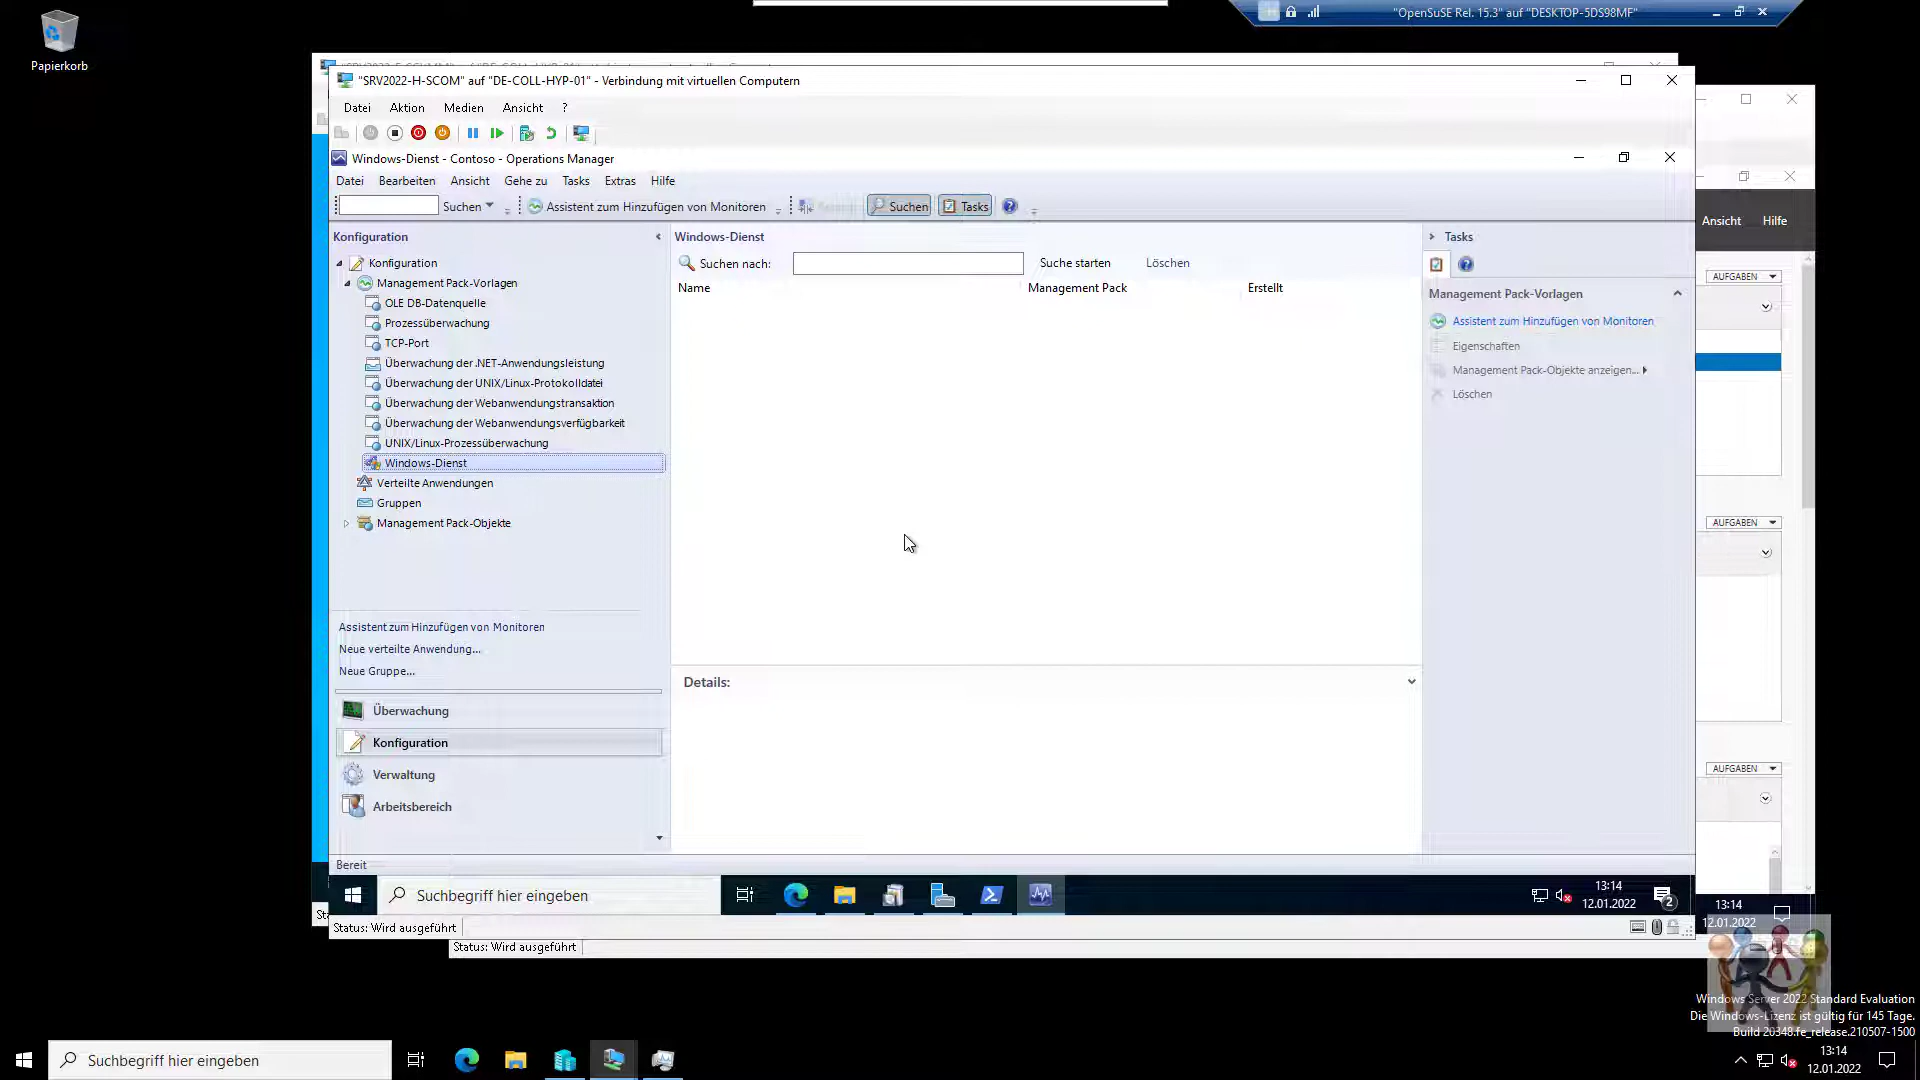 Papierkorb
"OpenSuSE Rel. 15.3" auf "DESKTOP-5DS98MF"
"SRV2022-H-SCOM" auf "DE-COLL-HYP-01" - Verbindung mit virtuellen Computern
Datei Aktion Medien Ansicht ?
Windows-Dienst - Contoso - Operations Manager
Datei Bearbeiten Ansicht Gehe zu Tasks Extras Hilfe
Suchen Assistent zum Hinzufügen von Monitoren Suchen Tasks
Ansicht Hilfe
Konfiguration
Konfiguration
Management Pack-Vorlagen
OLE DB-Datenquelle
Prozessüberwachung
TCP-Port
Überwachung der .NET-Anwendungsleistung
Überwachung der UNIX/Linux-Protokolldatei
Überwachung der Webanwendungstransaktion
Überwachung der Webanwendungsverfügbarkeit
UNIX/Linux-Prozessüberwachung
Windows-Dienst
Verteilte Anwendungen
Gruppen
Management Pack-Objekte
Assistent zum Hinzufügen von Monitoren
Neue verteilte Anwendung...
Neue Gruppe...
Überwachung
Konfiguration
Verwaltung
Arbeitsbereich
Windows-Dienst
Suchen nach: Suche starten Löschen
Name Management Pack Erstellt
Details:
Tasks
Management Pack-Vorlagen
Assistent zum Hinzufügen von Monitoren
Eigenschaften
Management Pack-Objekte anzeigen...
Löschen
AUFGABEN
AUFGABEN
AUFGABEN
Bereit
Suchbegriff hier eingeben
13:14
12.01.2022
2
13:14
12.01.2022
Status: Wird ausgeführt
Status: Wird ausgeführt
Windows Server 2022 Standard Evaluation
Die Windows-Lizenz ist gültig für 145 Tage.
Build 20348.fe_release.210507-1500
Suchbegriff hier eingeben
13:14
12.01.2022